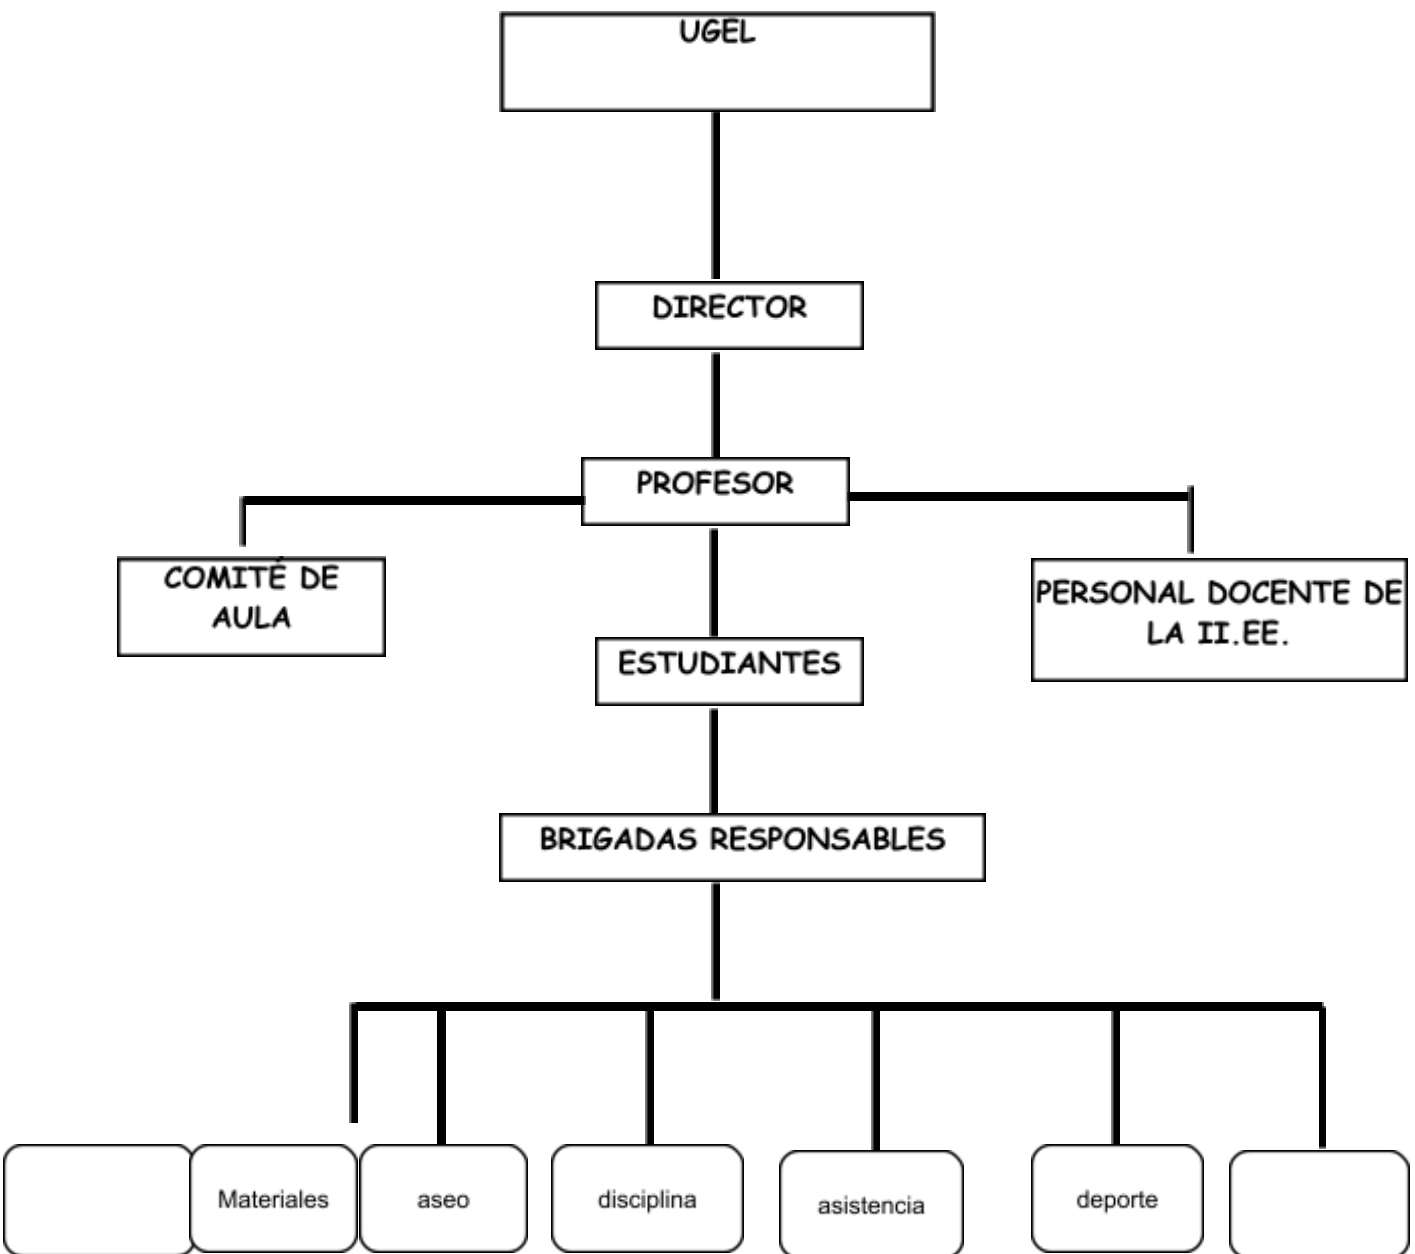 UGEL
DIRECTOR
PROFESOR
COMITÉ DE
AULA
PERSONAL DOCENTE DE
LA II.EE.
ESTUDIANTES
BRIGADAS RESPONSABLES
Materiales
aseo
disciplina
asistencia
deporte